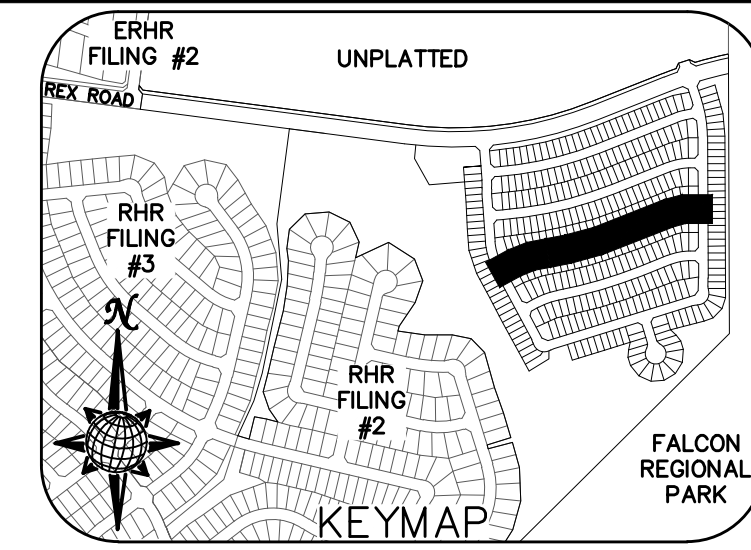 ERHR
FILING #2
UNPLATTED
REX ROAD
RHR
FILING
#3
N
RHR
FILING
#2
FALCON
REGIONAL
PARK
KEYMAP